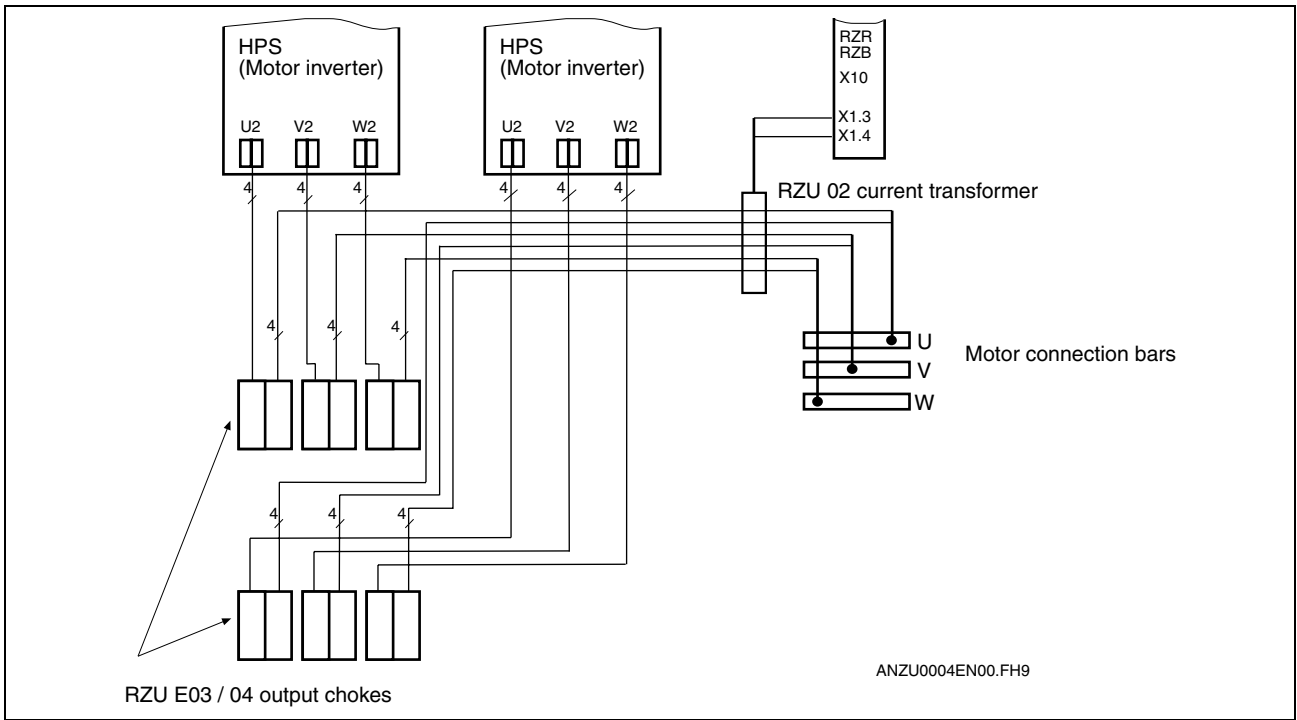 HPS
(Motor inverter)
U2 V2 W2
HPS
(Motor inverter)
U2 V2 W2
RZR
RZB
X10
X1.3
X1.4
4 4 4 4 4 4
RZU 02 current transformer
4 4 4
U
V
W
Motor connection bars
4 4 4
RZU E03 / 04 output chokes
ANZU0004EN00.FH9